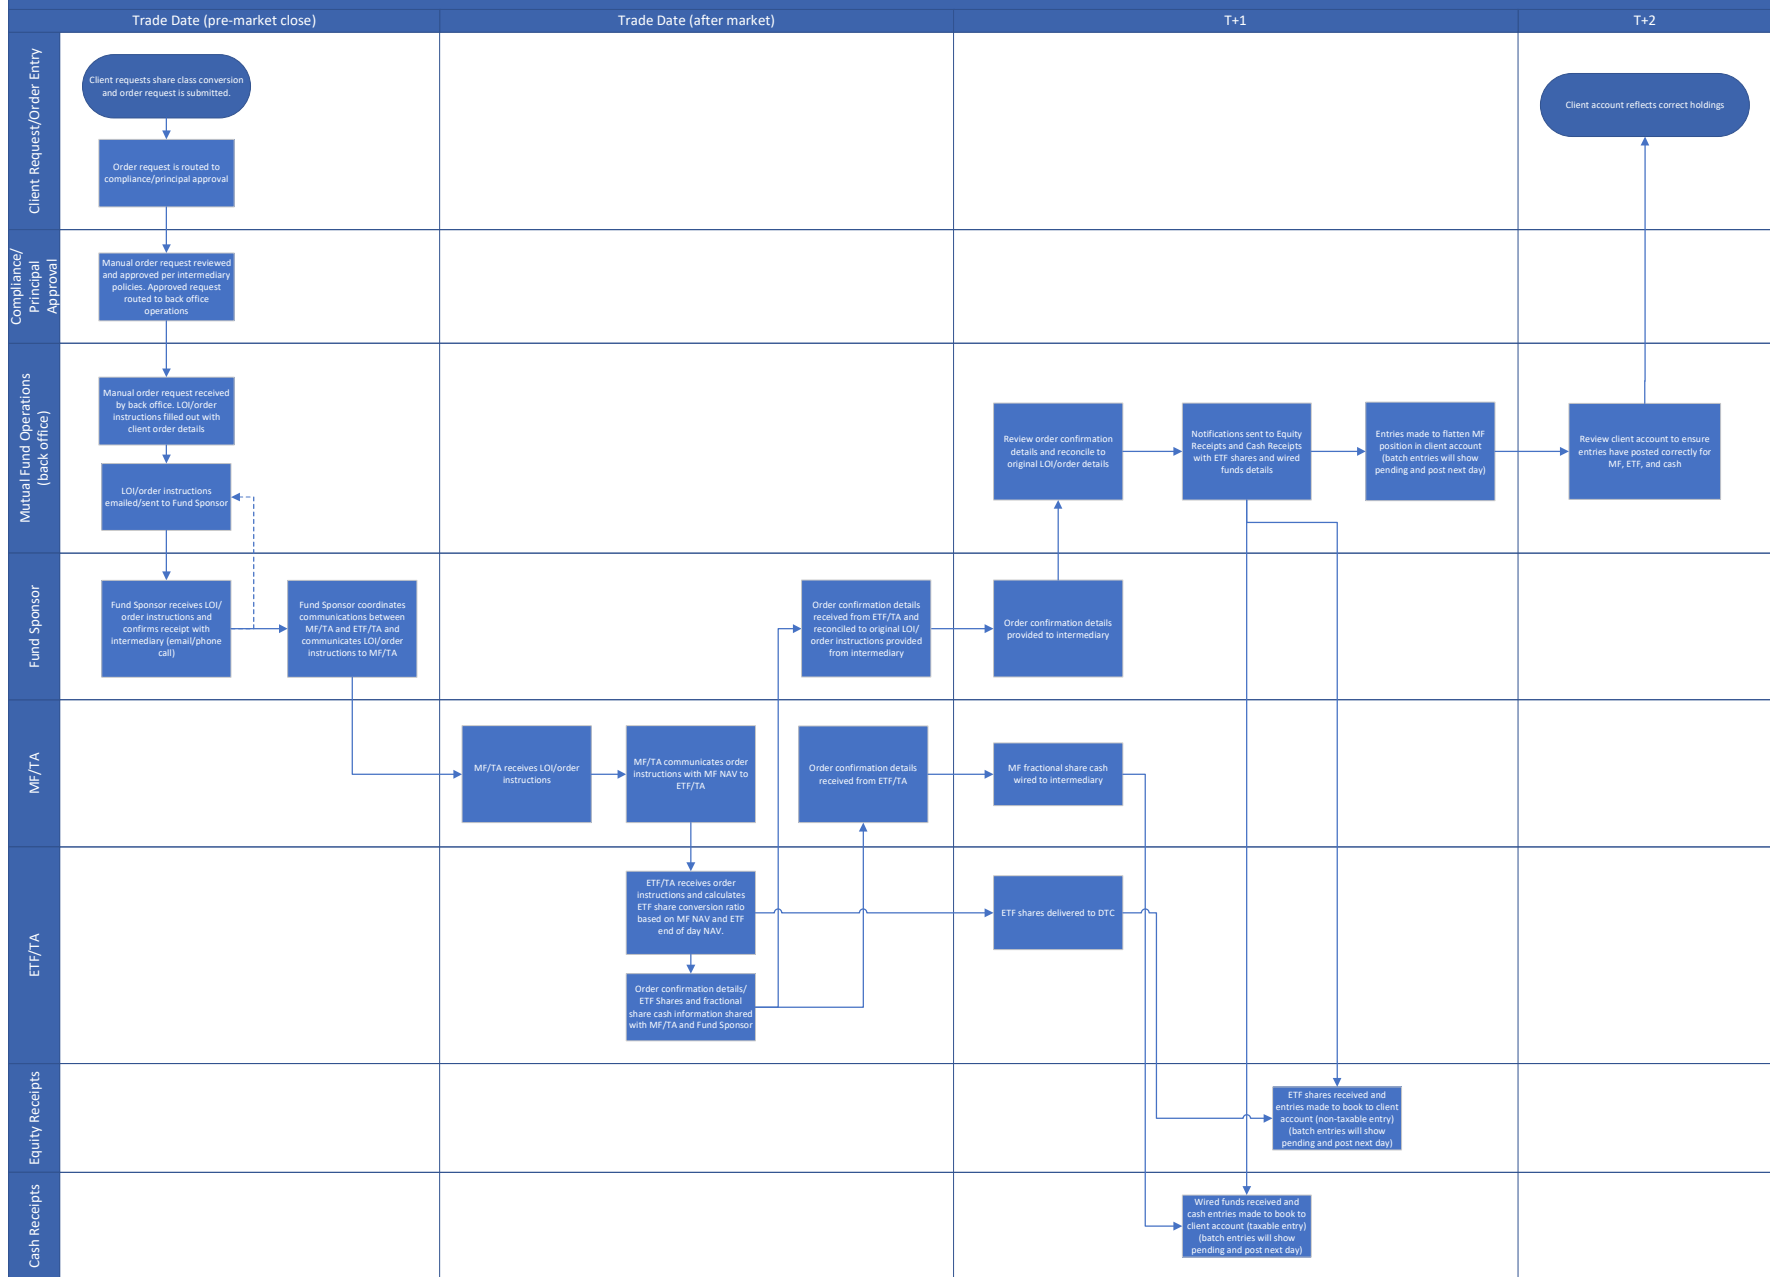 Trade Date (pre-market close)
Trade Date (after market)
T+1
T+2
Client Request/Order Entry
Client requests share class conversion
and order request is submitted.
Order request is routed to
compliance/principal approval
Client account reflects correct holdings
Compliance/
Principal
Approval
Manual order request reviewed
and approved per intermediary
policies. Approved request
routed to back office
operations
Mutual Fund Operations
(back office)
Manual order request received
by back office. LOI/order
instructions filled out with
client order details
LOI/order instructions
emailed/sent to Fund Sponsor
Review order confirmation
details and reconcile to
original LOI/order details
Notifications sent to Equity
Receipts and Cash Receipts
with ETF shares and wired
funds details
Entries made to flatten MF
position in client account
(batch entries will show
pending and post next day)
Review client account to ensure
entries have posted correctly for
MF, ETF, and cash
Fund Sponsor
Fund Sponsor receives LOI/
order instructions and
confirms receipt with
intermediary (email/phone
call)
Fund Sponsor coordinates
communications between
MF/TA and ETF/TA and
communicates LOI/order
instructions to MF/TA
Order confirmation details
received from ETF/TA and
reconciled to original LOI/
order instructions provided
from intermediary
Order confirmation details
provided to intermediary
MF/TA
MF/TA receives LOI/order
instructions
MF/TA communicates order
instructions with MF NAV to
ETF/TA
Order confirmation details
received from ETF/TA
MF fractional share cash
wired to intermediary
ETF/TA
ETF/TA receives order
instructions and calculates
ETF share conversion ratio
based on MF NAV and ETF
end of day NAV.
Order confirmation details/
ETF Shares and fractional
share cash information shared
with MF/TA and Fund Sponsor
ETF shares delivered to DTC
Equity Receipts
ETF shares received and
entries made to book to client
account (non-taxable entry)
(batch entries will show
pending and post next day)
Cash Receipts
Wired funds received and
cash entries made to book to
client account (taxable entry)
(batch entries will show
pending and post next day)